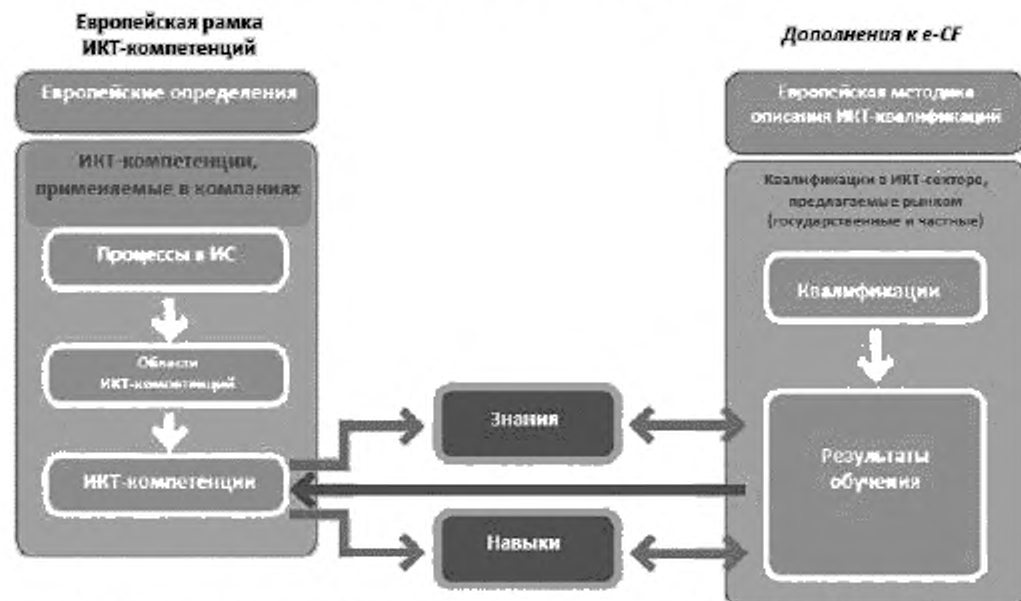 Европейская рамка
ИКТ-компетенций
Европейские определения
ИКТ-компетенции,
применяемые в компаниях
Процессы в ИС
Области
ИКТ-компетенций
ИКТ-компетенции
Знания
Навыки
Дополнения к e-CF
Европейская методика
описания ИКТ-квалификаций
Квалификации в ИКТ-секторе,
предлагаемые рынком
(государственные и частные)
Квалификации
Результаты
обучения